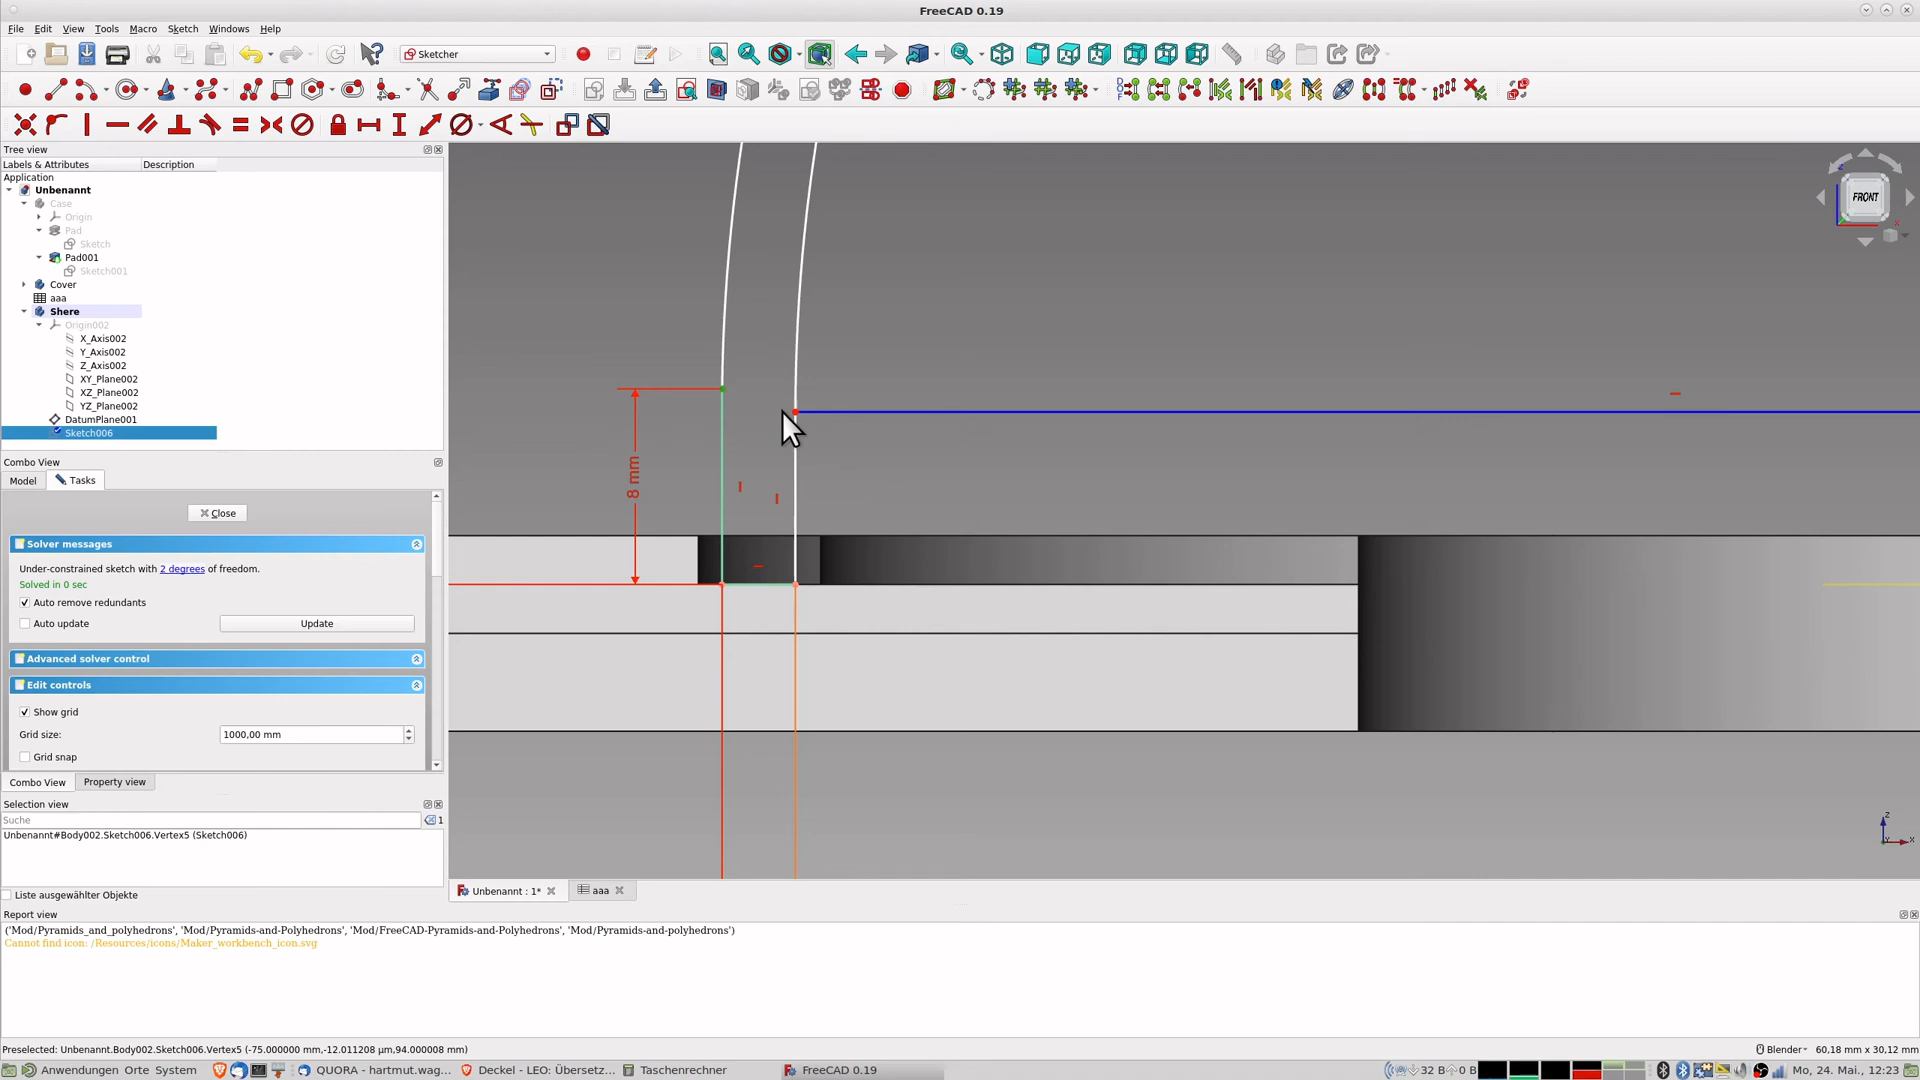 FreeCAD 0.19
File Edit View Tools Macro Sketch Windows Help
Sketcher
Tree view
Labels & Attributes Description
Application
Unbenannt
Case
Origin
Pad
Sketch
Pad001
Sketch001
Cover
aaa
Shere
Origin002
X_Axis002
Y_Axis002
Z_Axis002
XY_Plane002
XZ_Plane002
YZ_Plane002
DatumPlane001
Sketch006
Combo View
Model Tasks
Close
Solver messages
Under-constrained sketch with 2 degrees of freedom.
Solved in 0 sec
Auto remove redundants
Auto update Update
Advanced solver control
Edit controls
Show grid
Grid size: 1000,00 mm
Grid snap
Combo View Property view
Selection view
Suche 1
Unbenannt#Body002.Sketch006.Vertex5 (Sketch006)
Liste ausgewählter Objekte
8 mm
FRONT
Z
X
Z
X
Unbenannt : 1* aaa
Report view
('Mod/Pyramids_and_polyhedrons', 'Mod/Pyramids-and-Polyhedrons', 'Mod/FreeCAD-Pyramids-and-Polyhedrons', 'Mod/Pyramids-and-polyhedrons')
Cannot find icon: /Resources/icons/Maker_workbench_icon.svg
Preselected: Unbenannt.Body002.Sketch006.Vertex5 (-75.000000 mm,-12.011208 µm,94.000008 mm)
Blender 60,18 mm x 30,12 mm
Anwendungen Orte System QUORA - hartmut.wag... Deckel - LEO: Übersetz... Taschenrechner FreeCAD 0.19 32 B 0 B Mo, 24. Mai., 12:23